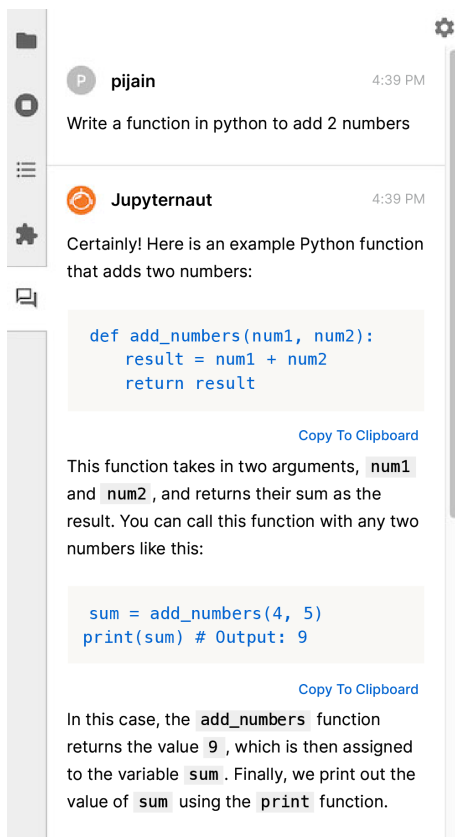 P pijain 4:39 PM
Write a function in python to add 2 numbers
Jupyternaut 4:39 PM
Certainly! Here is an example Python function
that adds two numbers:
def add_numbers(num1, num2):
    result = num1 + num2
    return result
Copy To Clipboard
This function takes in two arguments, num1
and num2, and returns their sum as the
result. You can call this function with any two
numbers like this:
sum = add_numbers(4, 5)
print(sum) # Output: 9
Copy To Clipboard
In this case, the add_numbers function
returns the value 9, which is then assigned
to the variable sum. Finally, we print out the
value of sum using the print function.